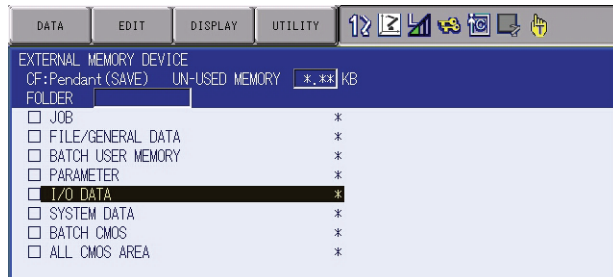 DATA EDIT DISPLAY UTILITY
EXTERNAL MEMORY DEVICE
CF:Pendant(SAVE) UN-USED MEMORY *.** KB
FOLDER
JOB *
FILE/GENERAL DATA *
BATCH USER MEMORY *
PARAMETER *
I/O DATA *
SYSTEM DATA *
BATCH CMOS *
ALL CMOS AREA *